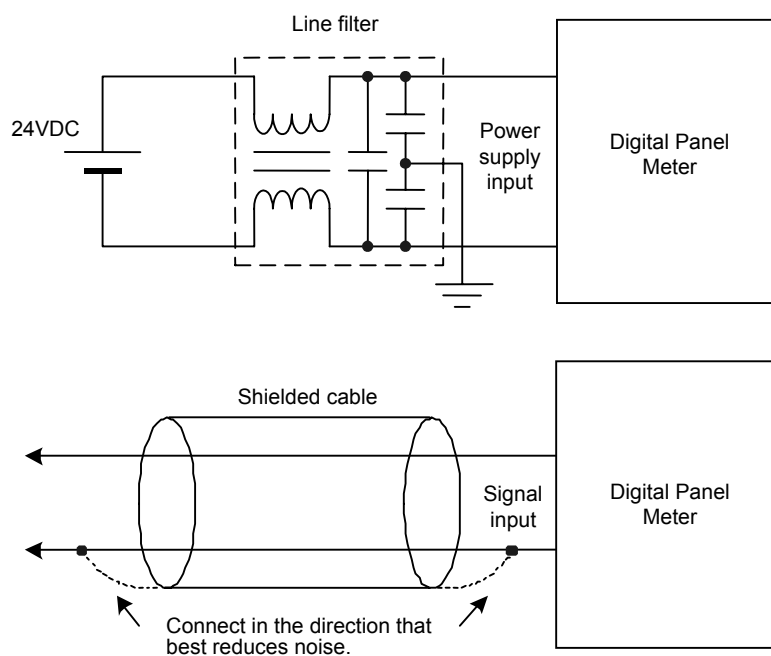 Line filter
24VDC
Power
supply
input
Digital Panel
Meter
Shielded cable
Signal
input
Digital Panel
Meter
Connect in the direction that
best reduces noise.